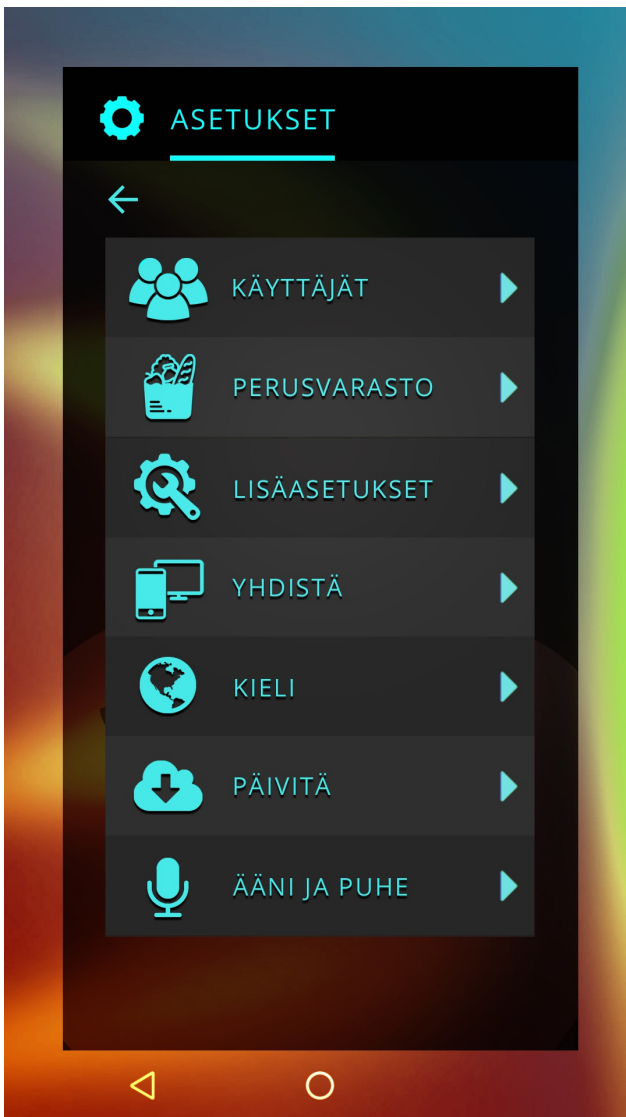 ASETUKSET
KÄYTTÄJÄT
PERUSVARASTO
LISÄASETUKSET
YHDISTÄ
KIELI
PÄIVITÄ
ÄÄNI JA PUHE